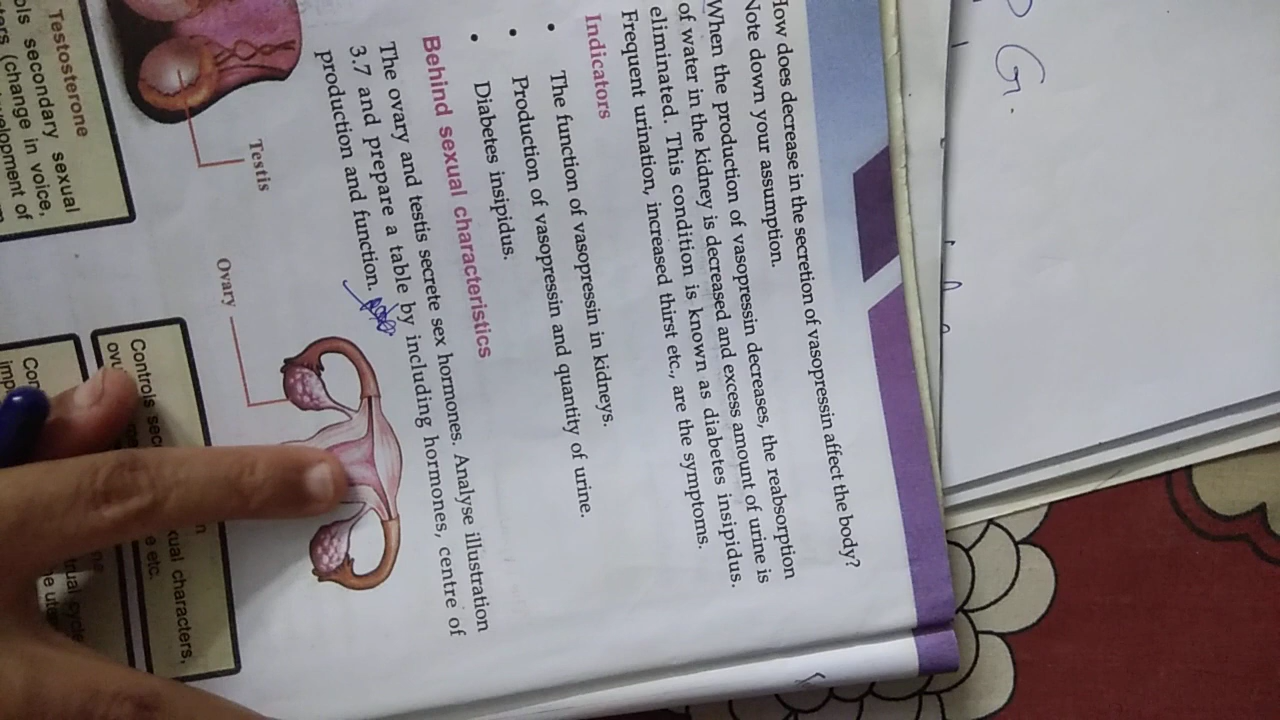 P G.
How does decrease in the secretion of vasopressin affect the body?
Note down your assumption.
When the production of vasopressin decreases, the reabsorption
of water in the kidney is decreased and excess amount of urine is
eliminated. This condition is known as diabetes insipidus.
Frequent urination, increased thirst etc., are the symptoms.
Indicators
• The function of vasopressin in kidneys.
• Production of vasopressin and quantity of urine.
• Diabetes insipidus.
Behind sexual characteristics
The ovary and testis secrete sex hormones. Analyse illustration
3.7 and prepare a table by including hormones, centre of
production and function.
Testis
Ovary
Testosterone
secondary sexual
(change in voice,
of
Controls
characters,
etc.